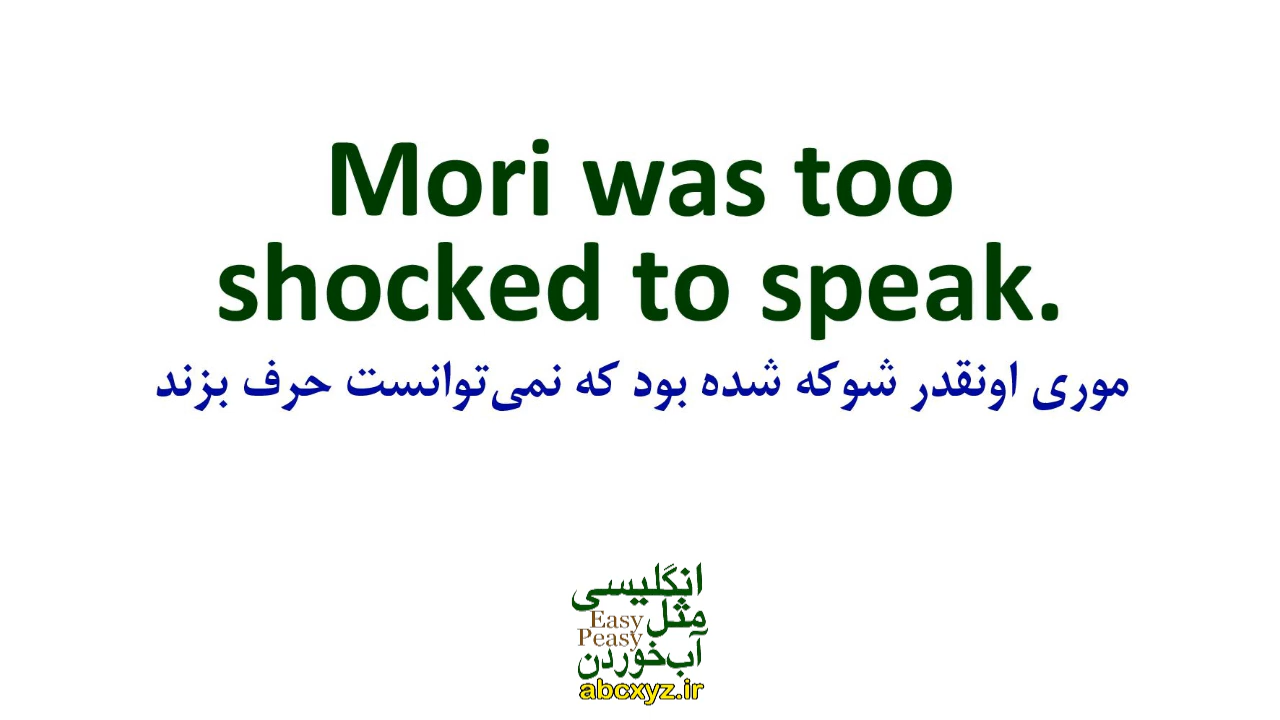 Mori was too
shocked to speak.
موری اونقدر شوکه شده بود که نمی‌توانست حرف بزند
انگلیسی
مثل
Easy
Peasy
آب‌خوردن
abcxyz.ir